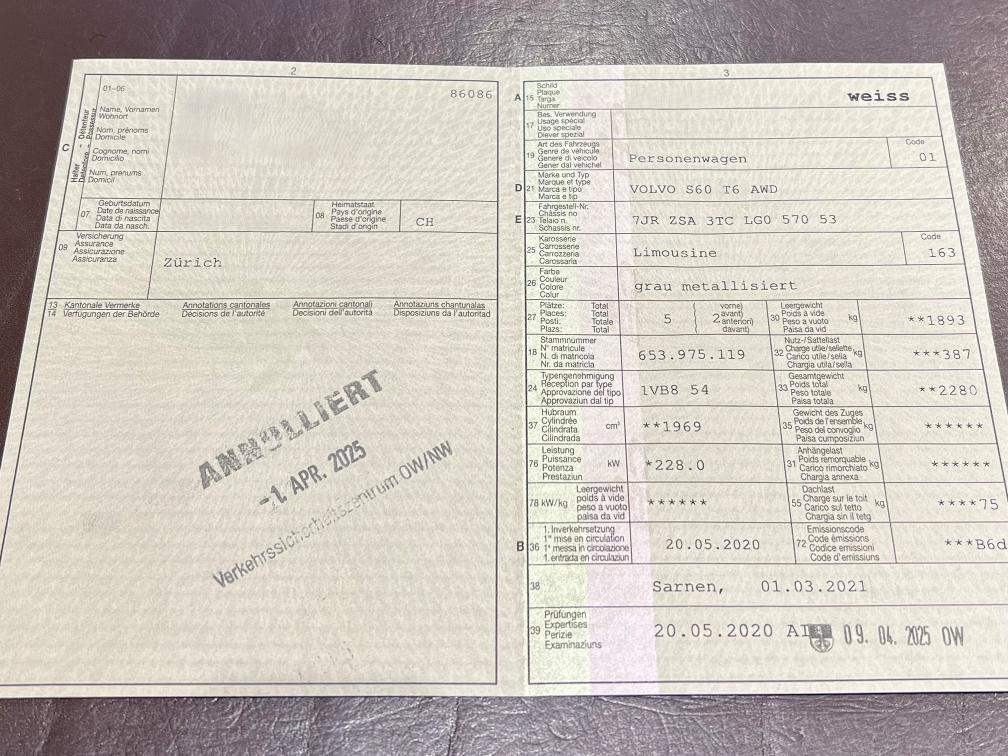 2
01-06
86086
C
Halter
Détenteur
Detentore
Possessur
Name, Vornamen
Wohnort
Nom, prénoms
Domicile
Cognome, nomi
Domicilio
Num, prenums
Domicil
07
Geburtsdatum
Date de naissance
Data di nascita
Data da nasch.
08
Heimatstaat
Pays d'origine
Paese d'origine
Stadi d'origin
CH
09
Versicherung
Assurance
Assicurazione
Assicuranza
Zürich
13 Kantonale Vermerke Annotations cantonales Annotazioni cantonali Annotaziuns chantunalas
14 Verfügungen der Behörde Décisions de l'autorité Decisioni dell'autorità Disposiziuns da l'autoritad
ANNULLIERT
-1. APR. 2025
Verkehrssicherheitszentrum OW/NW
3
A 15
Schild
Plaque
Targa
Numer
weiss
17
Bes. Verwendung
Usage spécial
Uso speciale
Diever spezial
19
Art des Fahrzeugs
Genre de véhicule
Genere di veicolo
Gener dal vehichel
Personenwagen
Code
01
D 21
Marke und Typ
Marque et type
Marca e tipo
Marca e tip
VOLVO S60 T6 AWD
E 23
Fahrgestell-Nr.
Châssis no
Telaio n.
Schassis nr.
7JR ZSA 3TC LG0 570 53
25
Karosserie
Carrosserie
Carrozzeria
Carossaria
Limousine
Code
163
26
Farbe
Couleur
Colore
Colur
grau metallisiert
27
Plätze: Total
Places: Total
Posti: Totale
Plazs: Total
5
2
vorne)
avant)
anteriori)
davant)
30
Leergewicht
Poids à vide
Peso a vuoto
Paisa da vid
kg
**1893
18
Stammnummer
N° matricule
N. di matricola
Nr. da matricla
653.975.119
32
Nutz-/Sattellast
Charge utile/sellette
Carico utile/sella
Chargia utila/sella
kg
***387
24
Typengenehmigung
Réception par type
Approvazione del tipo
Approvaziun dal tip
1VB8 54
33
Gesamtgewicht
Poids total
Peso totale
Paisa totala
kg
**2280
37
Hubraum
Cylindrée
Cilindrata
Cilindrada
cm³
**1969
35
Gewicht des Zuges
Poids de l'ensemble
Peso del convoglio
Paisa cumposiziun
kg
******
76
Leistung
Puissance
Potenza
Prestaziun
kW
*228.0
31
Anhängelast
Poids remorquable
Carico rimorchiato
Chargia annexa
kg
******
78 kW/kg
Leergewicht
poids à vide
peso a vuoto
paisa da vid
******
55
Dachlast
Charge sur le toit
Carico sul tetto
Chargia sin il tetg
kg
****75
B 36
1. Inverkehrsetzung
1re mise en circulation
1a messa in circolazione
1. entrada en circulaziun
20.05.2020
72
Emissionscode
Code émissions
Codice emissioni
Code d'emissiuns
***B6d
38
Sarnen, 01.03.2021
39
Prüfungen
Expertises
Perizie
Examinaziuns
20.05.2020
09. 04. 2025 OW